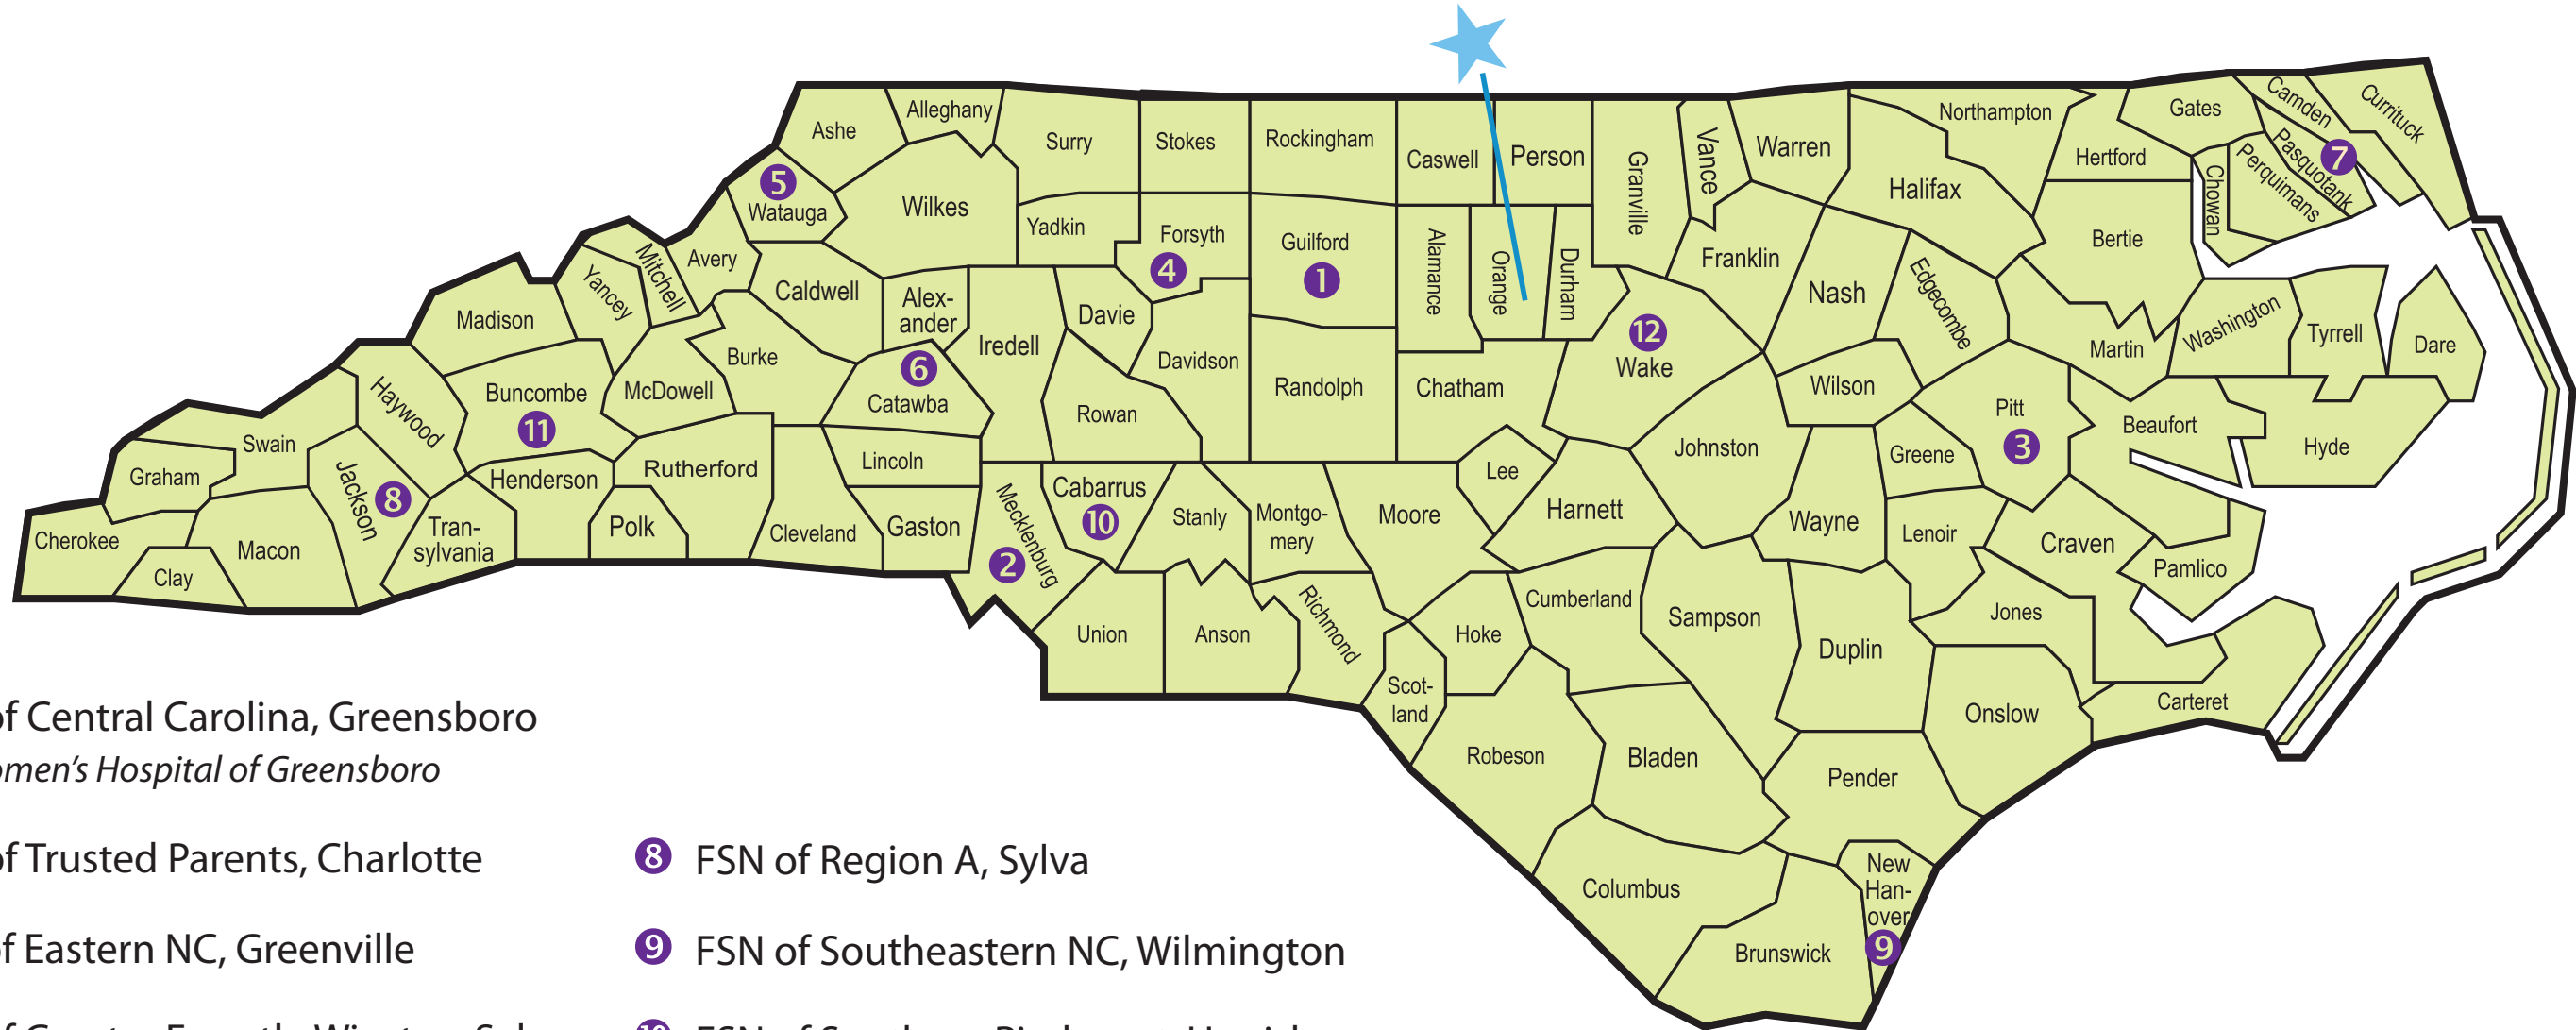 Ashe
Alleghany
Surry
Stokes
Rockingham
Caswell
Person
Granville
Vance
Warren
Northampton
Halifax
Hertford
Gates
Camden
Currituck
Pasquotank
7
Perquimans
Chowan
Bertie
5
Watauga
Wilkes
Yadkin
Forsyth
4
Guilford
1
Alamance
Orange
Durham
Franklin
Nash
Edgecombe
12
Wake
Mitchell
Avery
Yancey
Madison
Caldwell
Alex-
ander
Iredell
Davie
Davidson
Randolph
Chatham
Wilson
Martin
Washington
Tyrrell
Dare
Burke
McDowell
Buncombe
11
Haywood
6
Catawba
Rowan
Johnston
Greene
Pitt
3
Beaufort
Hyde
Swain
Graham
Jackson
8
Henderson
Rutherford
Lincoln
Lee
Harnett
Wayne
Lenoir
Craven
Pamlico
Cherokee
Clay
Macon
Tran-
sylvania
Polk
Cleveland
Gaston
Mecklenburg
2
Cabarrus
10
Stanly
Montgo-
mery
Moore
Union
Anson
Richmond
Scot-
land
Hoke
Cumberland
Sampson
Duplin
Jones
Onslow
Carteret
Robeson
Bladen
Pender
Columbus
Brunswick
New
Han-
over
9
of Central Carolina, Greensboro
omen's Hospital of Greensboro
of Trusted Parents, Charlotte
of Eastern NC, Greenville
8 FSN of Region A, Sylva
9 FSN of Southeastern NC, Wilmington